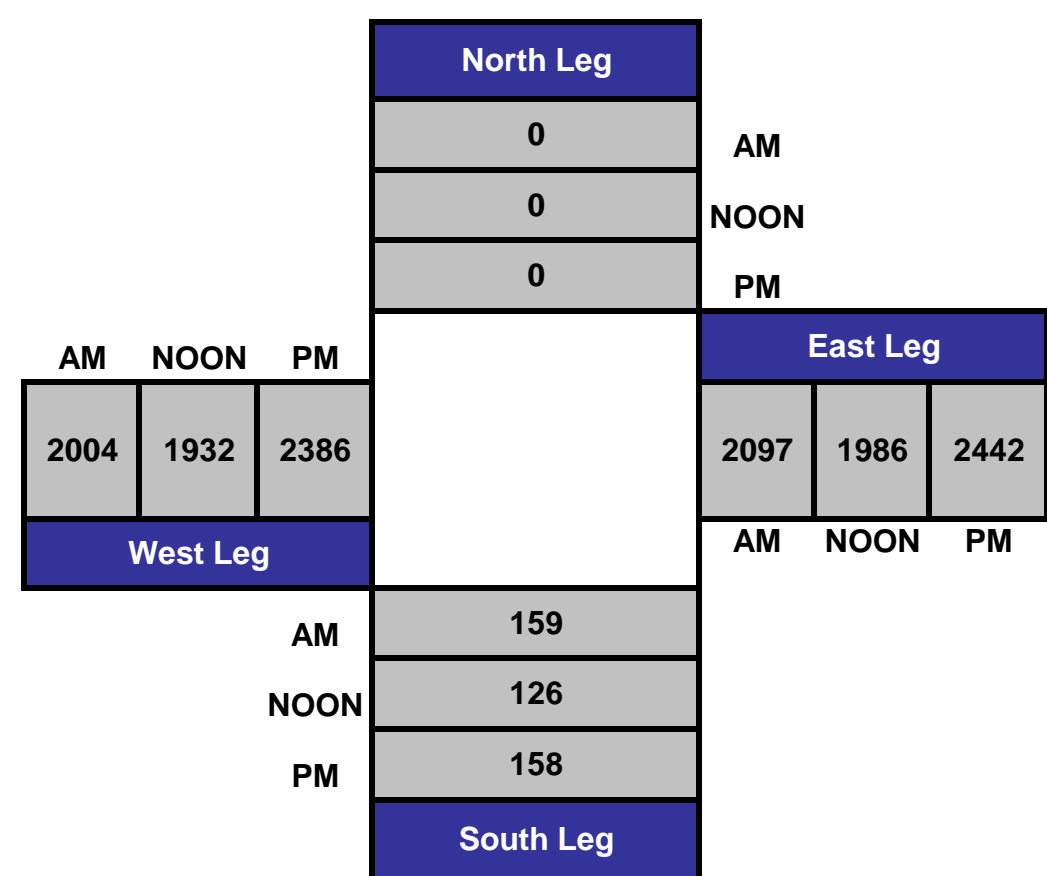 North Leg
0
AM
0
NOON
0
PM
East Leg
AM NOON PM
2004 1932 2386
2097 1986 2442
West Leg
AM NOON PM
AM
159
NOON
126
PM
158
South Leg